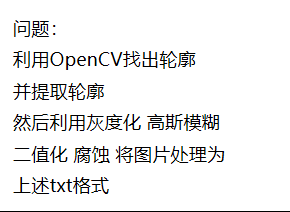 问题：
利用OpenCV找出轮廓
并提取轮廓
然后利用灰度化 高斯模糊
二值化 腐蚀 将图片处理为
上述txt格式